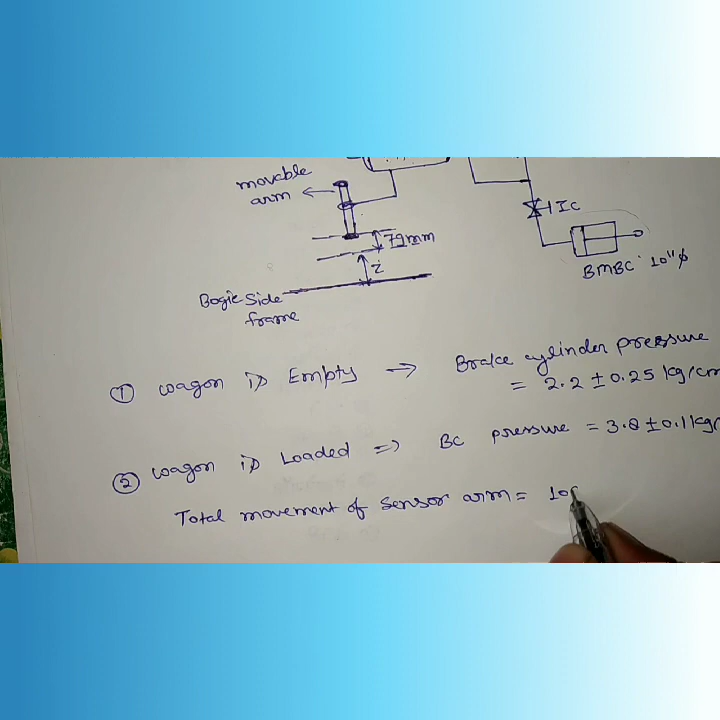 movable
arm
IC
79mm
i
BMBC: 10"φ
Bogie Side
frame
① wagon is Empty → Brake cylinder pressure
= 2.2 ± 0.25 kg/cm
② wagon is Loaded ⇒ BC pressure = 3.8 ± 0.1 kg/
Total movement of sensor arm = 10